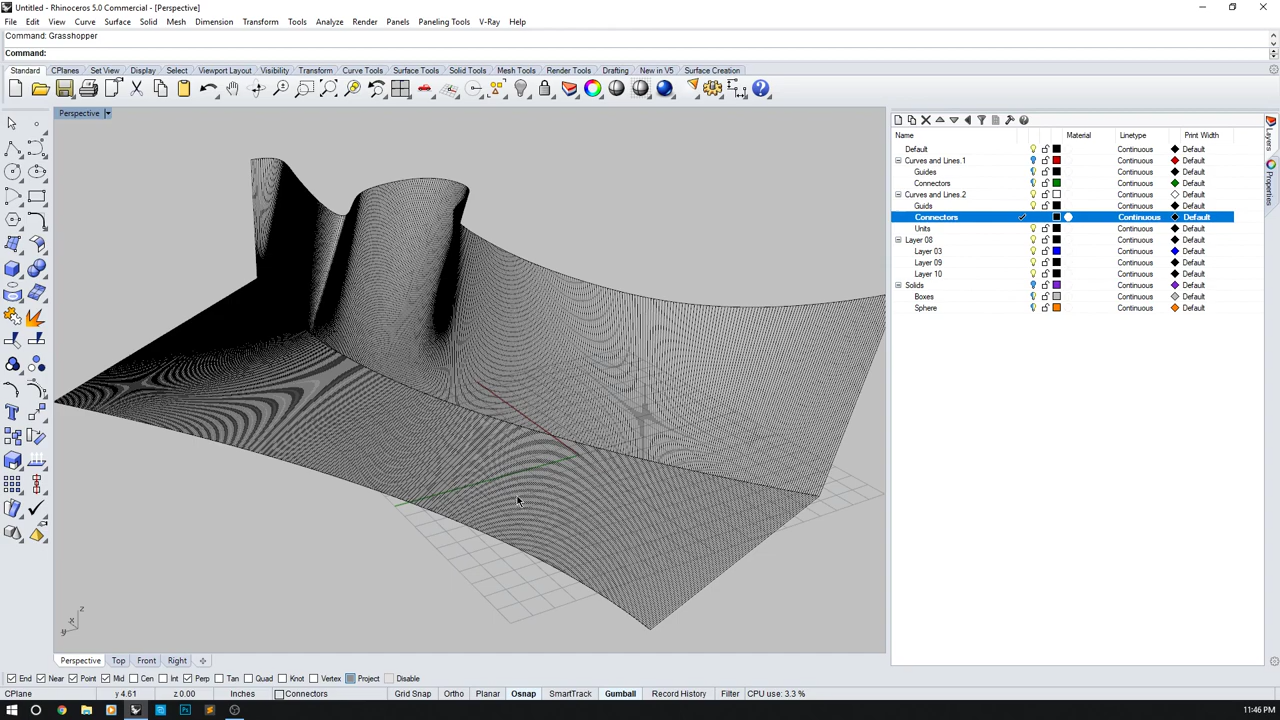 Untitled - Rhinoceros 5.0 Commercial - [Perspective]
File Edit View Curve Surface Solid Mesh Dimension Transform Tools Analyze Render Panels Paneling Tools V-Ray Help
Command: Grasshopper
Command:
Standard CPlanes Set View Display Select Viewport Layout Visibility Transform Curve Tools Surface Tools Solid Tools Mesh Tools Render Tools Drafting New in V5 Surface Creation
Perspective
Name Material Linetype Print Width
Default Continuous Default
Curves and Lines.1 Continuous Default
Guides Continuous Default
Connectors Continuous Default
Curves and Lines.2 Continuous Default
Guids Continuous Default
Connectors Continuous Default
Units Continuous Default
Layer 08 Continuous Default
Layer 03 Continuous Default
Layer 09 Continuous Default
Layer 10 Continuous Default
Solids Continuous Default
Boxes Continuous Default
Sphere Continuous Default
Layers
Properties
z
x
y
Perspective Top Front Right
End Near Point Mid Cen Int Perp Tan Quad Knot Vertex Project Disable
CPlane y 4.61 z 0.00 Inches Connectors Grid Snap Ortho Planar Osnap SmartTrack Gumball Record History Filter CPU use: 3.3 %
11:46 PM